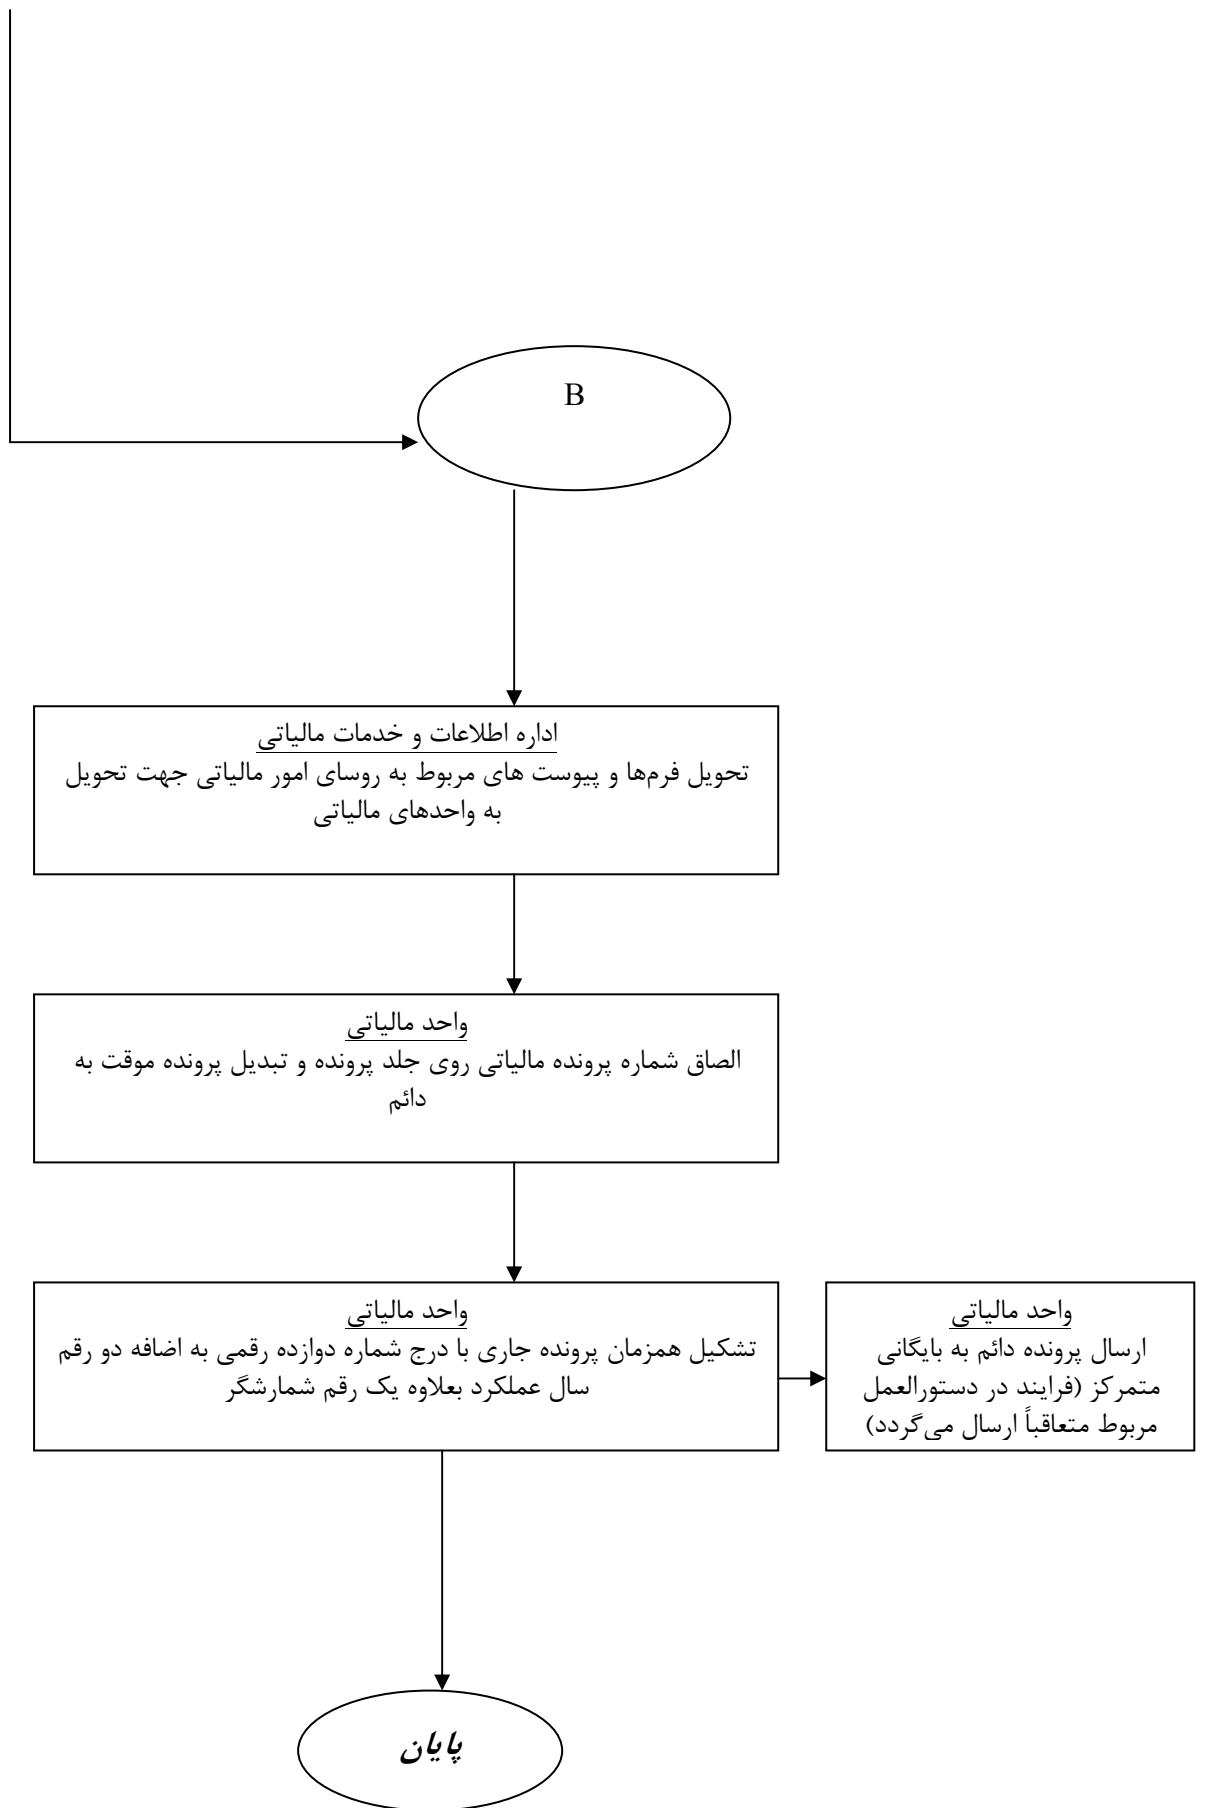 B
اداره اطلاعات و خدمات مالیاتی
تحویل فرم‌ها و پیوست های مربوط به روسای امور مالیاتی جهت تحویل
به واحدهای مالیاتی
واحد مالیاتی
الصاق شماره پرونده مالیاتی روی جلد پرونده و تبدیل پرونده موقت به
دائم
واحد مالیاتی
تشکیل همزمان پرونده جاری با درج شماره دوازده رقمی به اضافه دو رقم
سال عملکرد بعلاوه یک رقم شمارشگر
واحد مالیاتی
ارسال پرونده دائم به بایگانی
متمرکز (فرایند در دستورالعمل
مربوط متعاقباً ارسال می‌گردد)
پایان